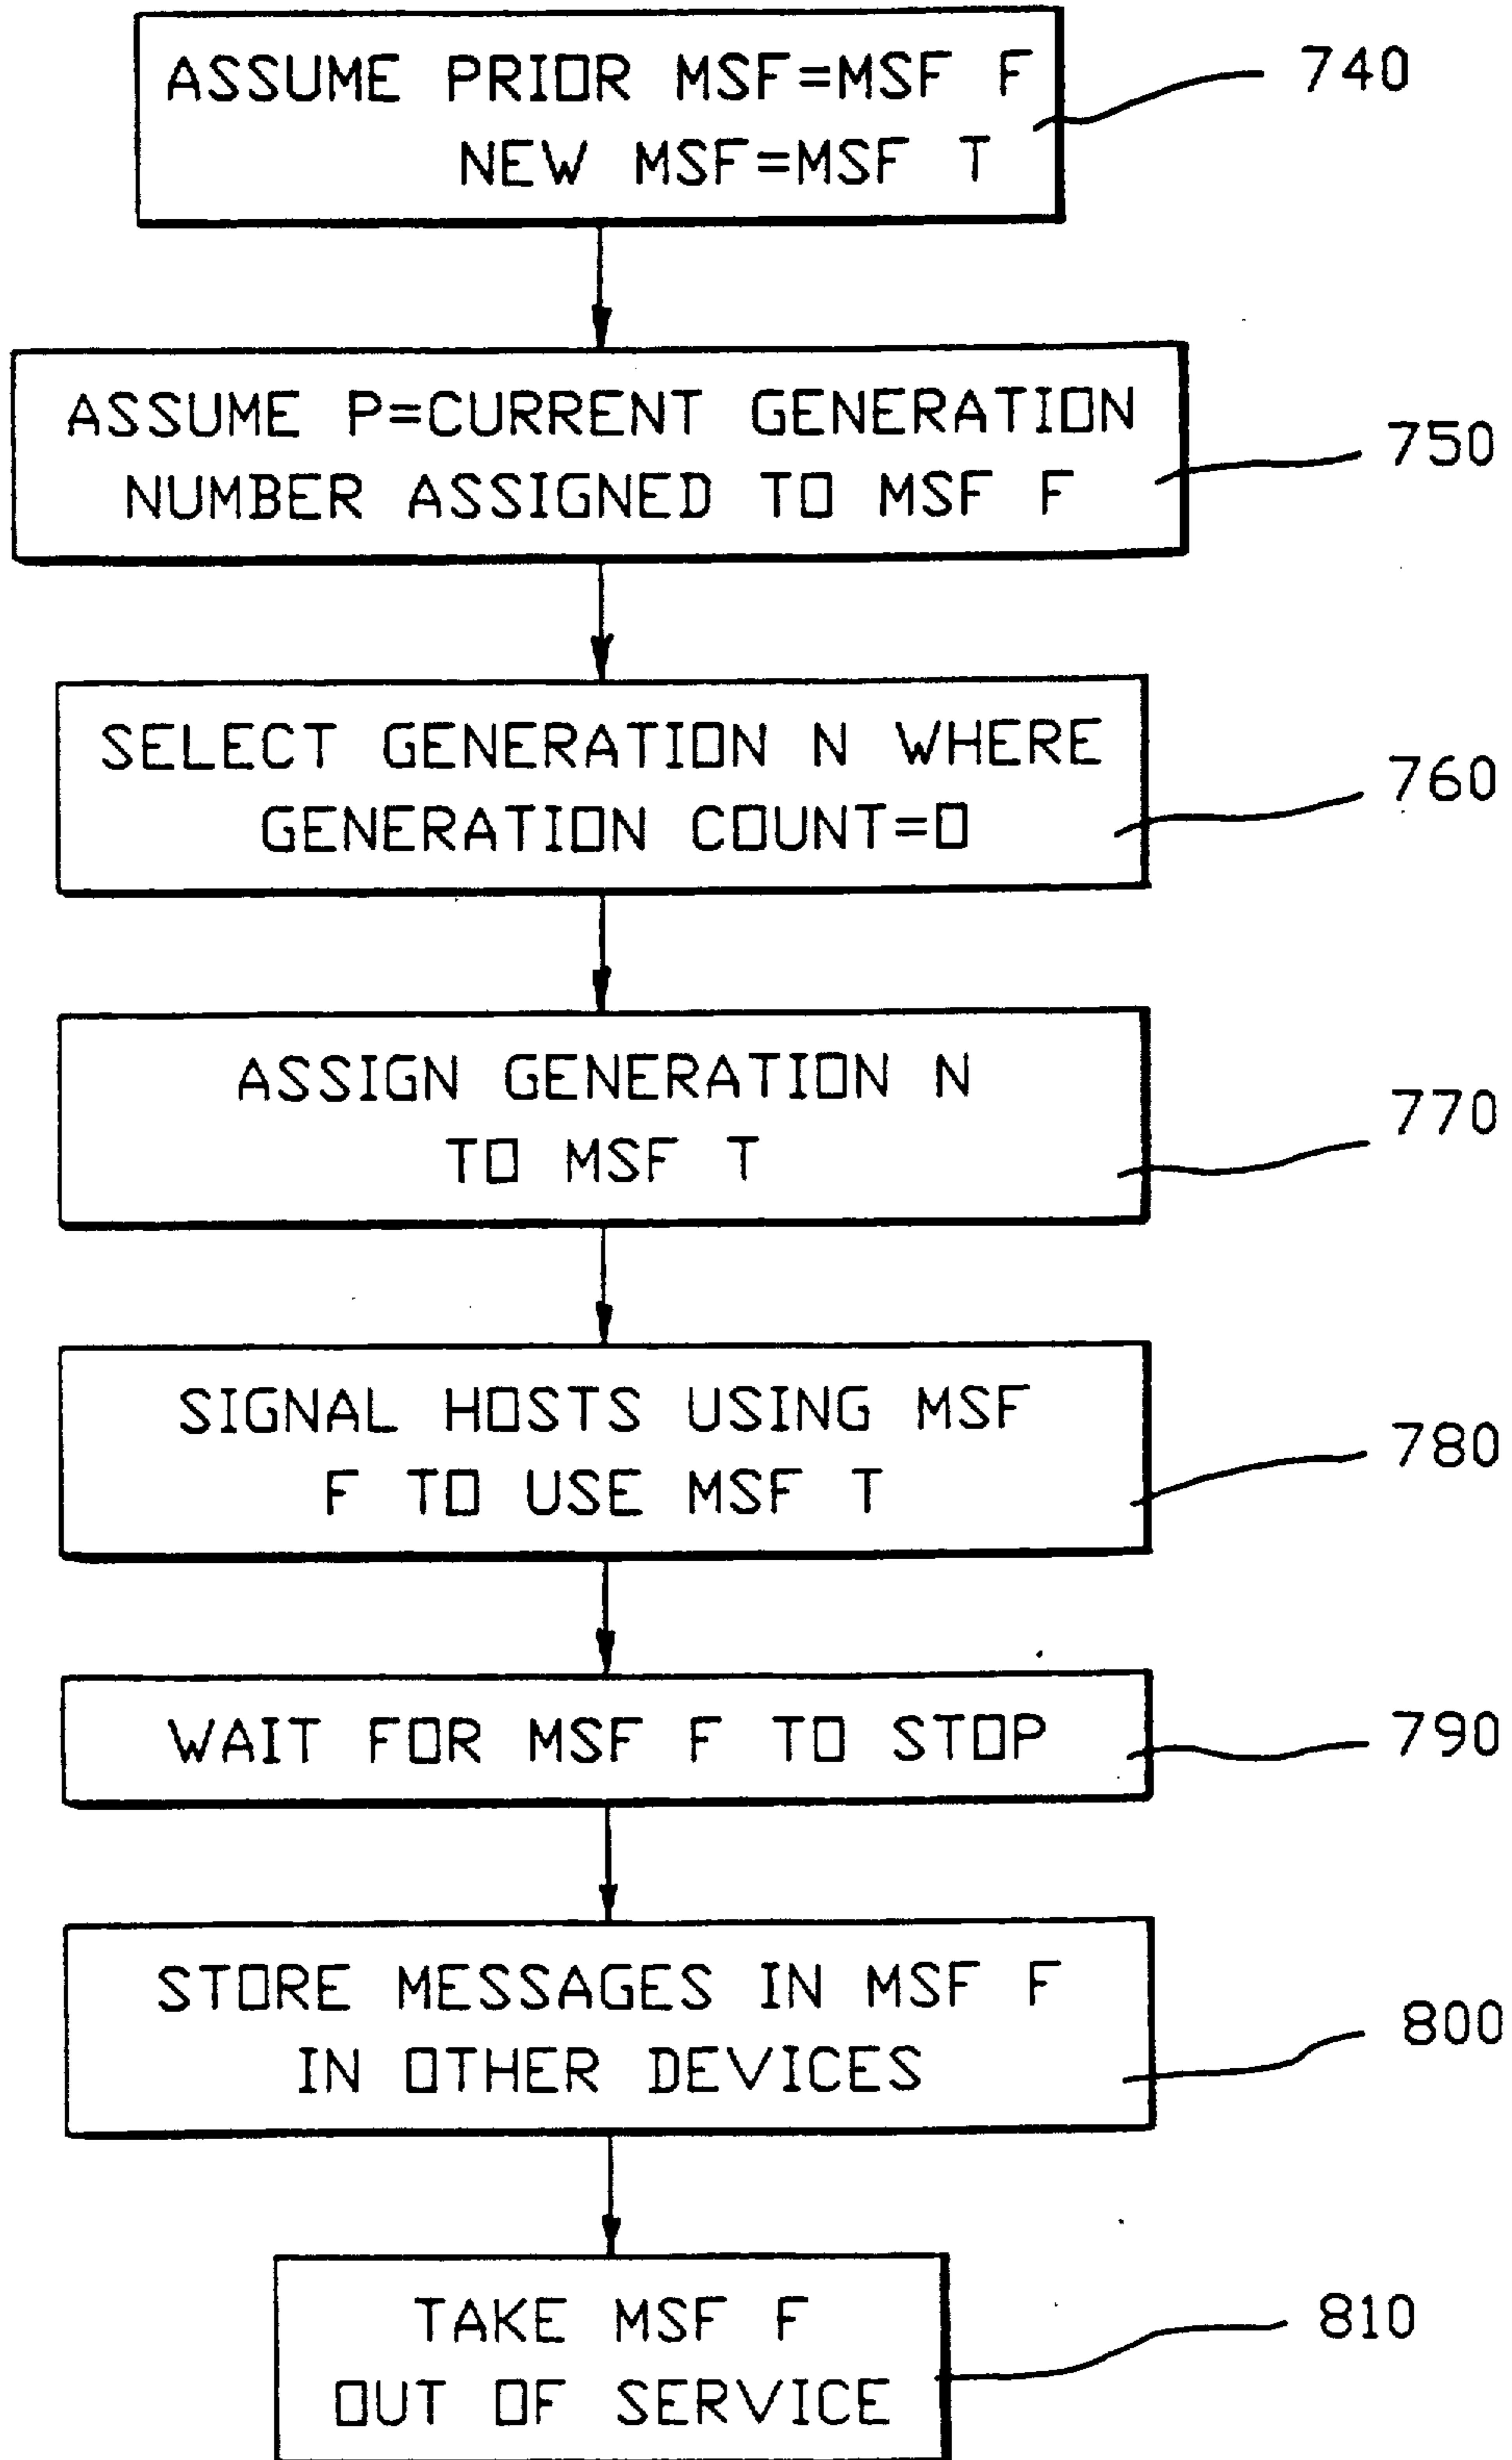 ASSUME PRIOR MSF=MSF F
NEW MSF=MSF T
740
ASSUME P=CURRENT GENERATION
NUMBER ASSIGNED TO MSF F
750
SELECT GENERATION N WHERE
GENERATION COUNT=0
760
ASSIGN GENERATION N
TO MSF T
770
SIGNAL HOSTS USING MSF
F TO USE MSF T
780
WAIT FOR MSF F TO STOP
790
STORE MESSAGES IN MSF F
IN OTHER DEVICES
800
TAKE MSF F
OUT OF SERVICE
810